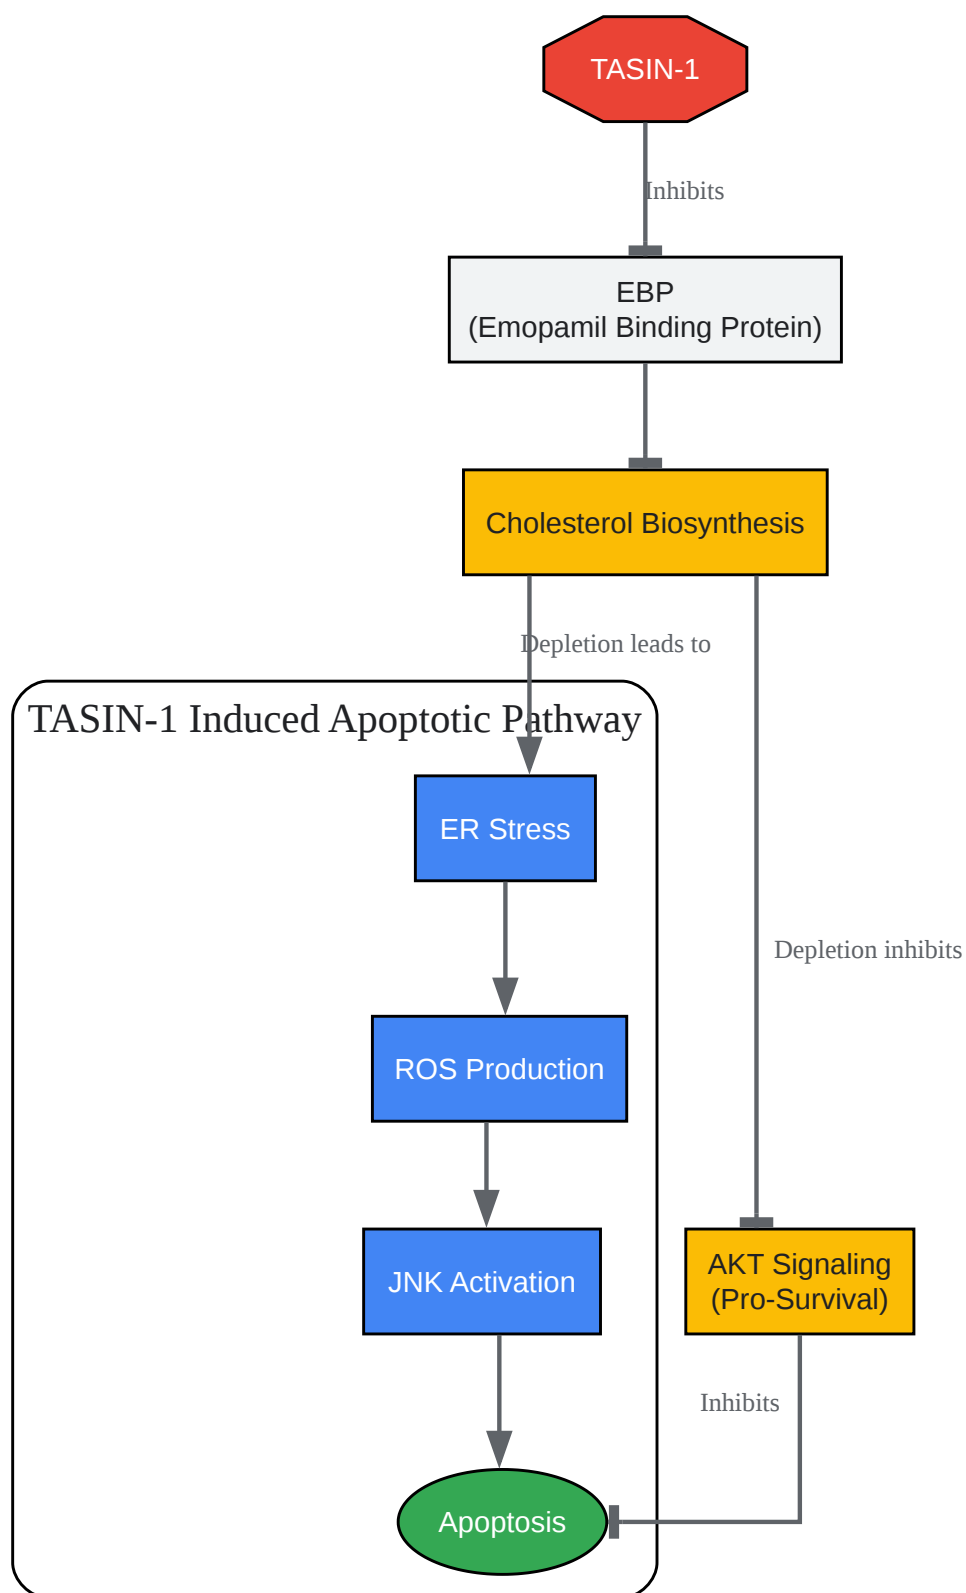 TASIN-1
Inhibits
EBP
(Emopamil Binding Protein)
Cholesterol Biosynthesis
Depletion leads to
TASIN-1 Induced Apoptotic Pathway
ER Stress
Depletion inhibits
ROS Production
JNK Activation
AKT Signaling
(Pro-Survival)
Inhibits
Apoptosis